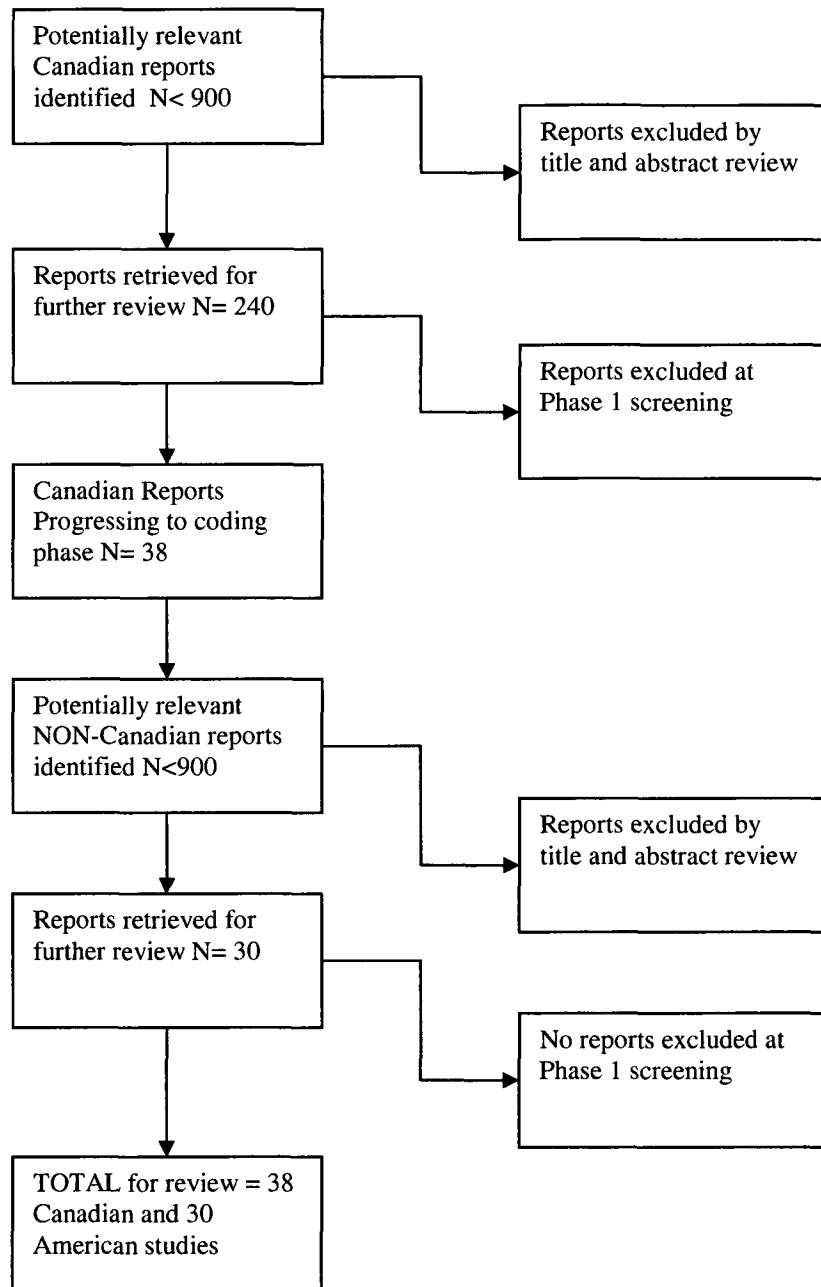 Potentially relevant
Canadian reports
identified N< 900
Reports excluded by
title and abstract review
Reports retrieved for
further review N= 240
Reports excluded at
Phase 1 screening
Canadian Reports
Progressing to coding
phase N= 38
Potentially relevant
NON-Canadian reports
identified N<900
Reports excluded by
title and abstract review
Reports retrieved for
further review N= 30
No reports excluded at
Phase 1 screening
TOTAL for review = 38
Canadian and 30
American studies